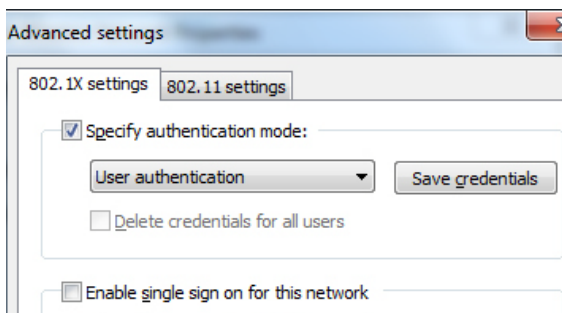 Advanced settings
802.1X settings 802.11 settings
Specify authentication mode:
User authentication Save credentials
Delete credentials for all users
Enable single sign on for this network